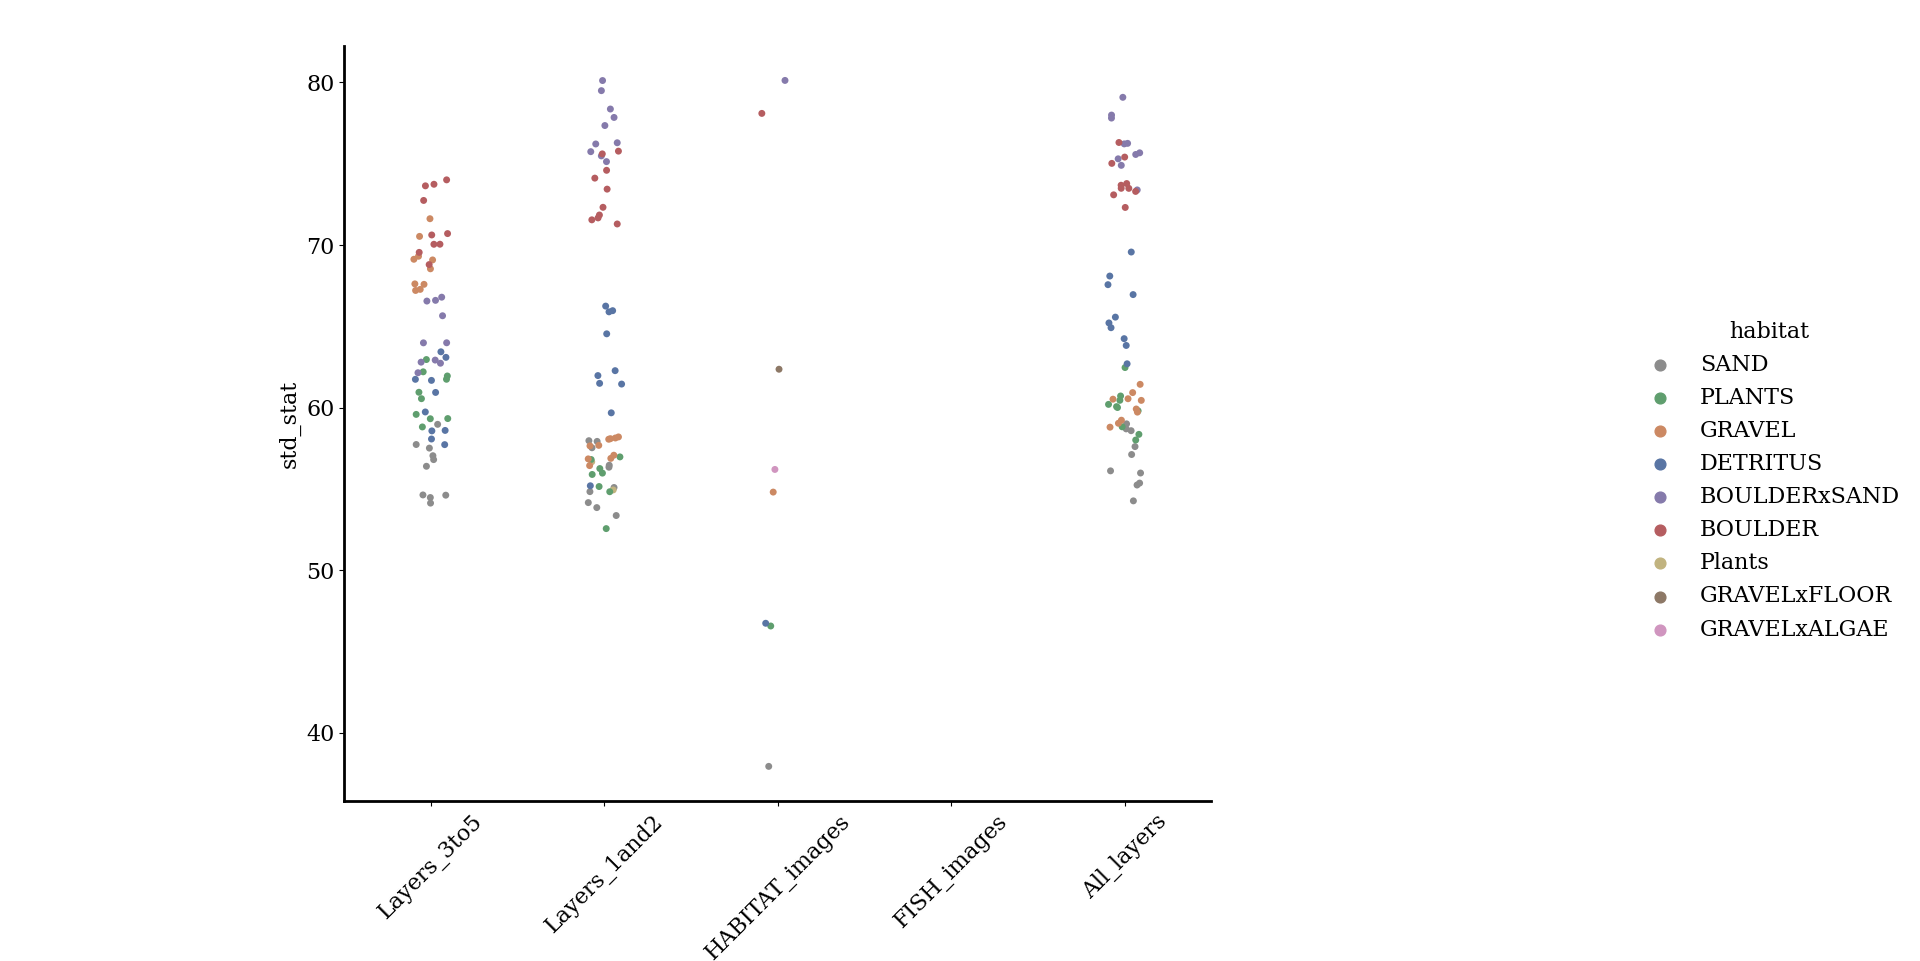 80
70
60
50
40
std_stat
Layers_3to5
Layers_1and2
HABITAT_images
FISH_images
All_layers
habitat
SAND
PLANTS
GRAVEL
DETRITUS
BOULDERxSAND
BOULDER
Plants
GRAVELxFLOOR
GRAVELxALGAE